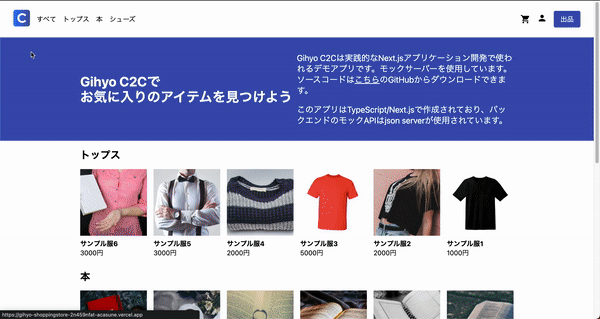 C すべて トップス 本 シューズ 出品
Gihyo C2Cで
お気に入りのアイテムを見つけよう
Gihyo C2Cは実践的なNext.jsアプリケーション開発で使わ
れるデモアプリです。モックサーバーを使用しています。
ソースコードはこちらのGitHubからダウンロードできま
す。
このアプリはTypeScript/Next.jsで作成されており、バッ
クエンドのモックAPIはjson serverが使用されています。
トップス
サンプル服6 サンプル服5 サンプル服4 サンプル服3 サンプル服2 サンプル服1
3000円 3000円 2000円 5000円 2000円 1000円
本